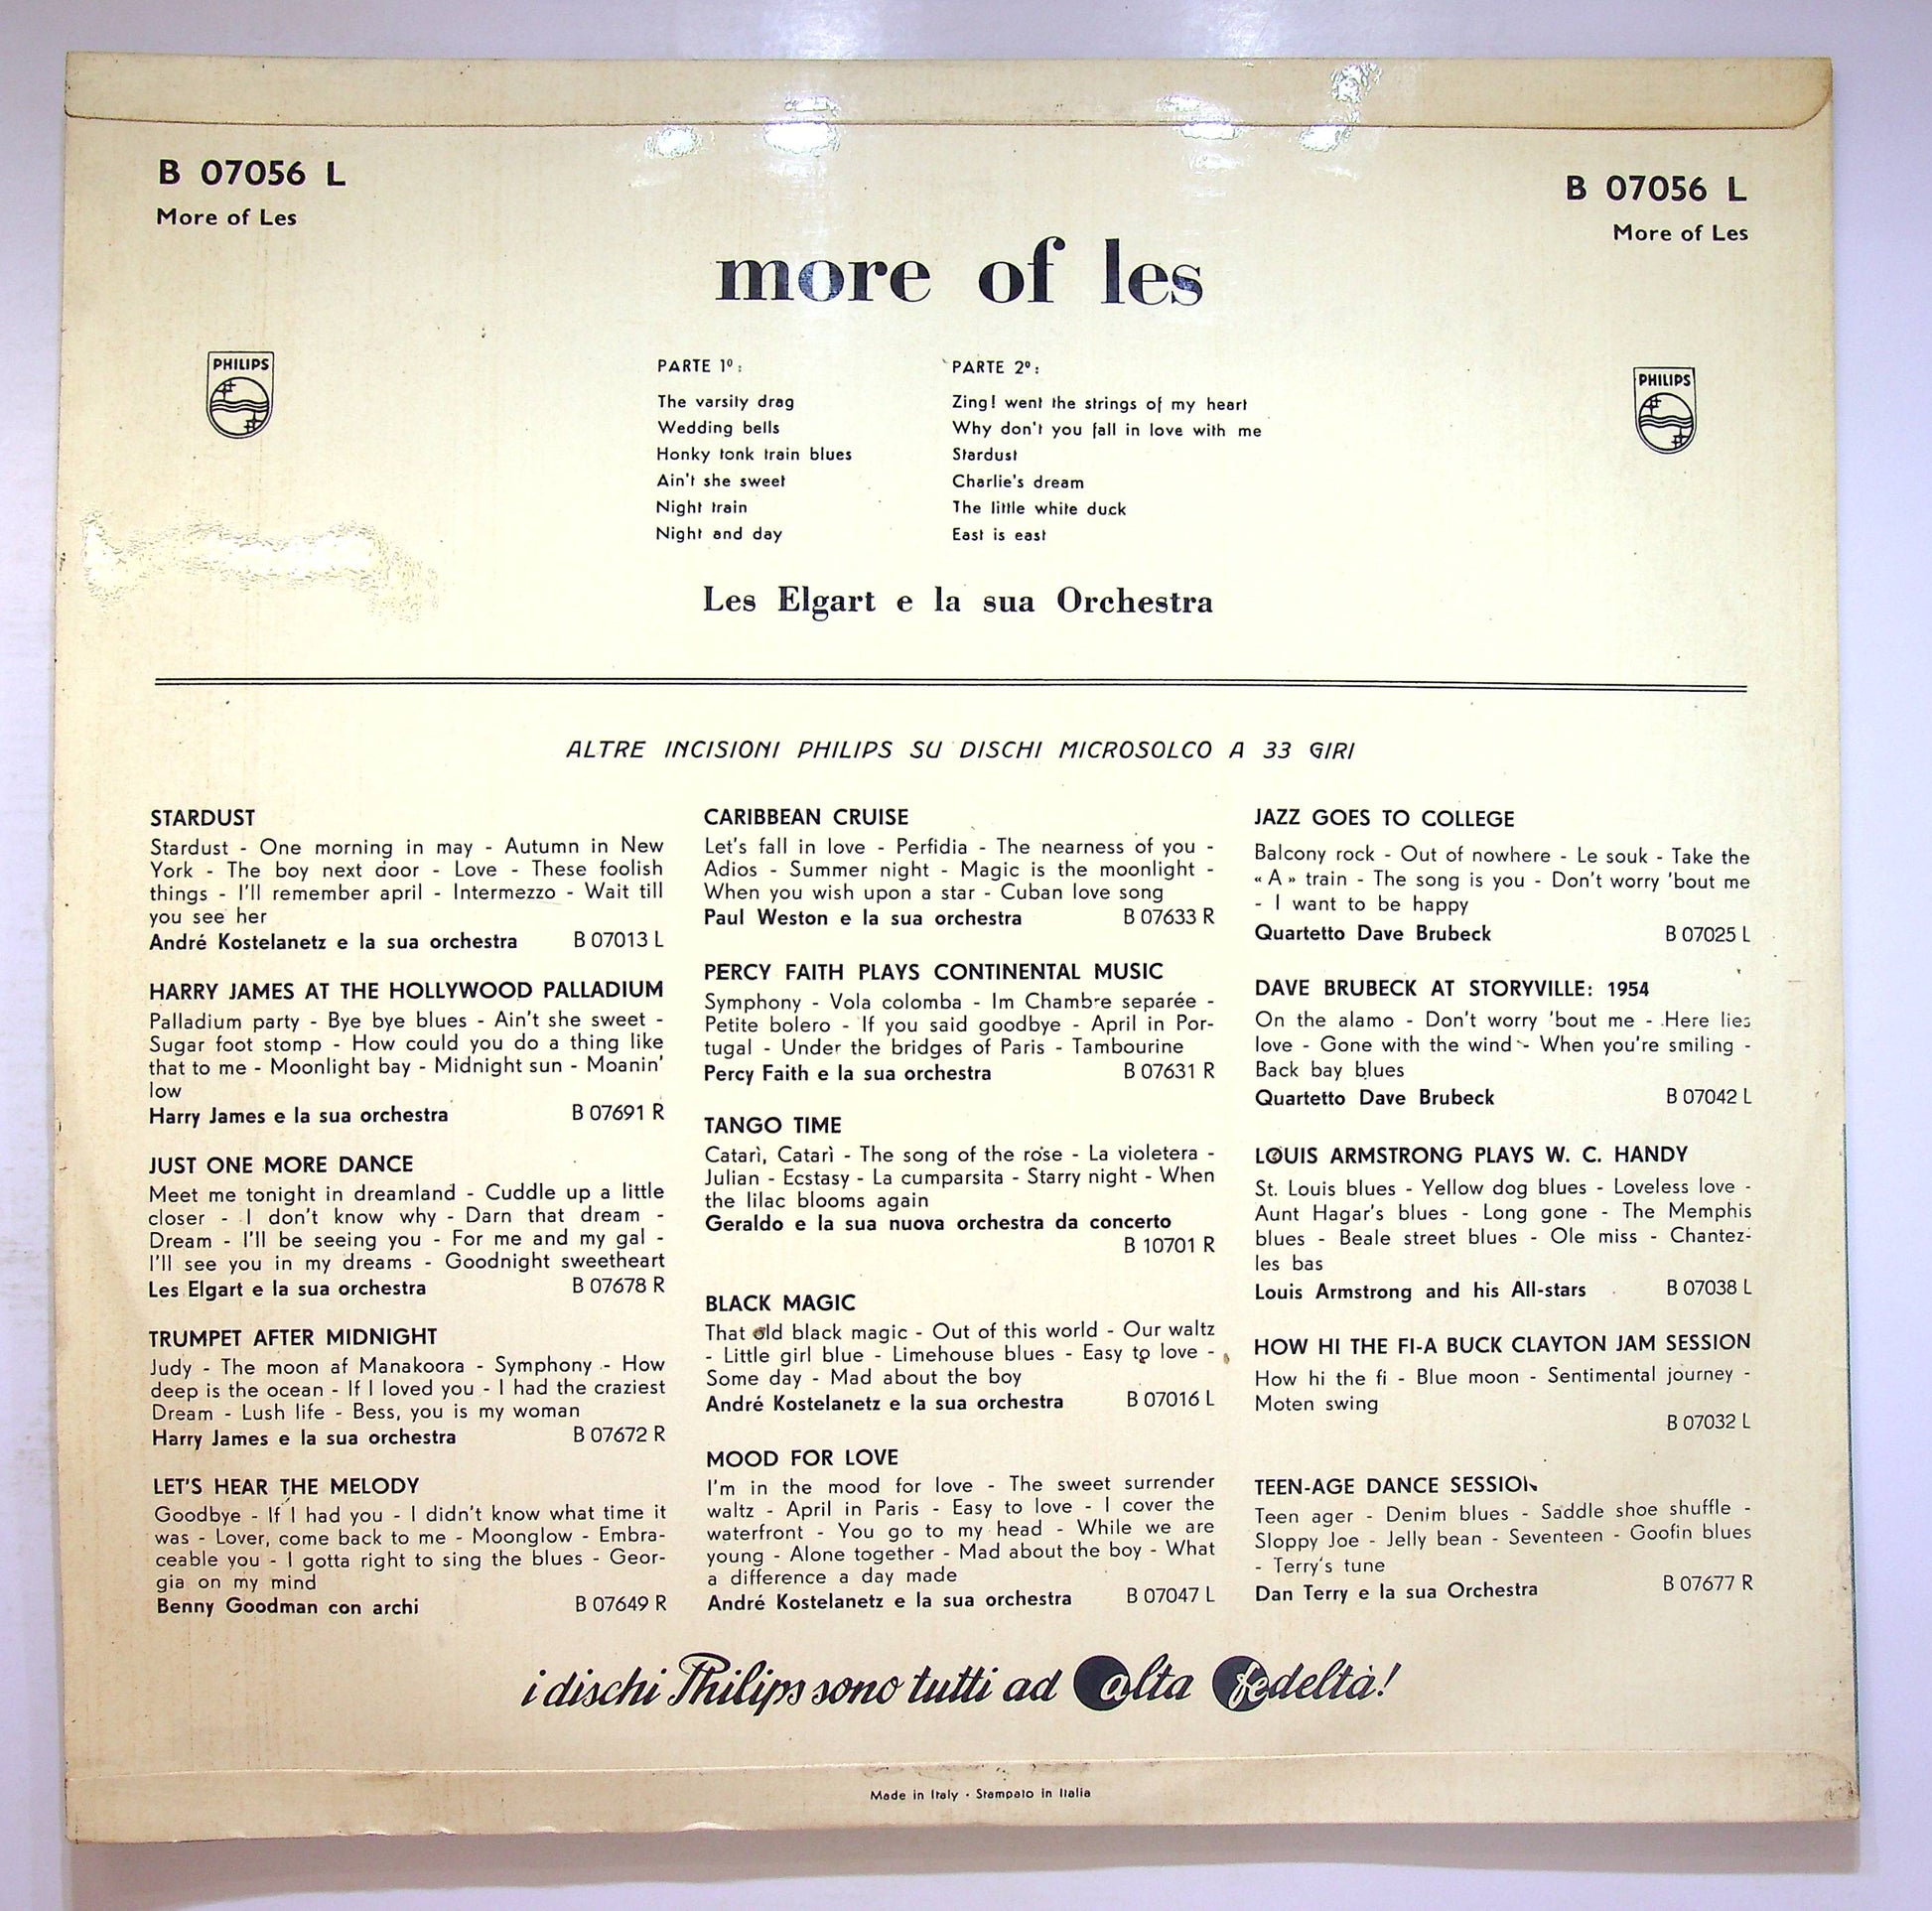 B 07056 L
More of Les
B 07056 L
More of Les
more of les
PHILIPS
PHILIPS
PARTE 1º:
The varsity drag
Wedding bells
Honky tonk train blues
Ain't she sweet
Night train
Night and day
PARTE 2º:
Zing! went the strings of my heart
Why don't you fall in love with me
Stardust
Charlie's dream
The little white duck
East is east
Les Elgart e la sua Orchestra
ALTRE INCISIONI PHILIPS SU DISCHI MICROSOLCO A 33 GIRI
STARDUST
Stardust - One morning in may - Autumn in New
York - The boy next door - Love - These foolish
things - I'll remember april - Intermezzo - Wait till
you see her
André Kostelanetz e la sua orchestra B 07013 L
HARRY JAMES AT THE HOLLYWOOD PALLADIUM
Palladium party - Bye bye blues - Ain't she sweet -
Sugar foot stomp - How could you do a thing like
that to me - Moonlight bay - Midnight sun - Moanin'
low
Harry James e la sua orchestra B 07691 R
JUST ONE MORE DANCE
Meet me tonight in dreamland - Cuddle up a little
closer - I don't know why - Darn that dream -
Dream - I'll be seeing you - For me and my gal -
I'll see you in my dreams - Goodnight sweetheart
Les Elgart e la sua orchestra B 07678 R
TRUMPET AFTER MIDNIGHT
Judy - The moon af Manakoora - Symphony - How
deep is the ocean - If I loved you - I had the craziest
Dream - Lush life - Bess, you is my woman
Harry James e la sua orchestra B 07672 R
LET'S HEAR THE MELODY
Goodbye - If I had you - I didn't know what time it
was - Lover, come back to me - Moonglow - Embra-
ceable you - I gotta right to sing the blues - Geor-
gia on my mind
Benny Goodman con archi B 07649 R
CARIBBEAN CRUISE
Let's fall in love - Perfidia - The nearness of you -
Adios - Summer night - Magic is the moonlight -
When you wish upon a star - Cuban love song
Paul Weston e la sua orchestra B 07633 R
PERCY FAITH PLAYS CONTINENTAL MUSIC
Symphony - Vola colomba - Im Chambre separée -
Petite bolero - If you said goodbye - April in Por-
tugal - Under the bridges of Paris - Tambourine
Percy Faith e la sua orchestra B 07631 R
TANGO TIME
Catarì, Catarì - The song of the rose - La violetera -
Julian - Ecstasy - La cumparsita - Starry night - When
the lilac blooms again
Geraldo e la sua nuova orchestra da concerto
B 10701 R
BLACK MAGIC
That old black magic - Out of this world - Our waltz
- Little girl blue - Limehouse blues - Easy to love -
Some day - Mad about the boy
André Kostelanetz e la sua orchestra B 07016 L
MOOD FOR LOVE
I'm in the mood for love - The sweet surrender
waltz - April in Paris - Easy to love - I cover the
waterfront - You go to my head - While we are
young - Alone together - Mad about the boy - What
a difference a day made
André Kostelanetz e la sua orchestra B 07047 L
JAZZ GOES TO COLLEGE
Balcony rock - Out of nowhere - Le souk - Take the
« A » train - The song is you - Don't worry 'bout me
- I want to be happy
Quartetto Dave Brubeck B 07025 L
DAVE BRUBECK AT STORYVILLE: 1954
On the alamo - Don't worry 'bout me - Here lies
love - Gone with the wind - When you're smiling -
Back bay blues
Quartetto Dave Brubeck B 07042 L
LOUIS ARMSTRONG PLAYS W. C. HANDY
St. Louis blues - Yellow dog blues - Loveless love -
Aunt Hagar's blues - Long gone - The Memphis
blues - Beale street blues - Ole miss - Chantez-
les bas
Louis Armstrong and his All-stars B 07038 L
HOW HI THE FI-A BUCK CLAYTON JAM SESSION
How hi the fi - Blue moon - Sentimental journey -
Moten swing
B 07032 L
TEEN-AGE DANCE SESSION
Teen ager - Denim blues - Saddle shoe shuffle -
Sloppy Joe - Jelly bean - Seventeen - Goofin blues
- Terry's tune
Dan Terry e la sua Orchestra B 07677 R
i dischi Philips sono tutti ad alta fedeltà!
Made in Italy - Stampato in Italia